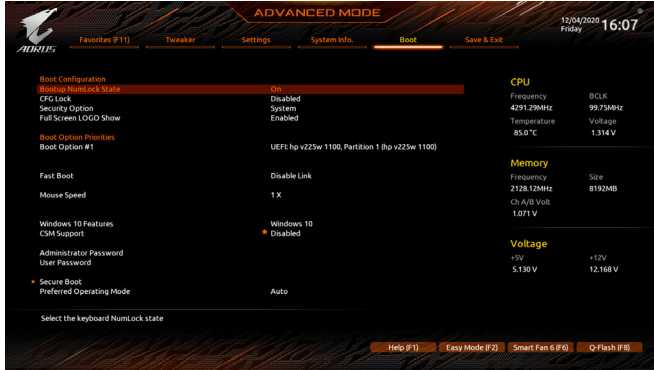 ADVANCED MODE
12/04/2020 Friday 16:07
AORUS
Favorites (F11) Tweaker Settings System Info. Boot Save & Exit
Boot Configuration
Bootup NumLock State On
CFG Lock Disabled
Security Option System
Full Screen LOGO Show Enabled
Boot Option Priorities
Boot Option #1 UEFI: hp v225w 1100, Partition 1 (hp v225w 1100)
Fast Boot Disable Link
Mouse Speed 1 X
Windows 10 Features Windows 10
CSM Support Disabled
Administrator Password
User Password
Secure Boot
Preferred Operating Mode Auto
Select the keyboard NumLock state
CPU
Frequency BCLK
4291.29MHz 99.75MHz
Temperature Voltage
85.0 °C 1.314 V
Memory
Frequency Size
2128.12MHz 8192MB
Ch A/B Volt
1.071 V
Voltage
+5V +12V
5.130 V 12.168 V
Help (F1) Easy Mode (F2) Smart Fan 6 (F6) Q-Flash (F8)